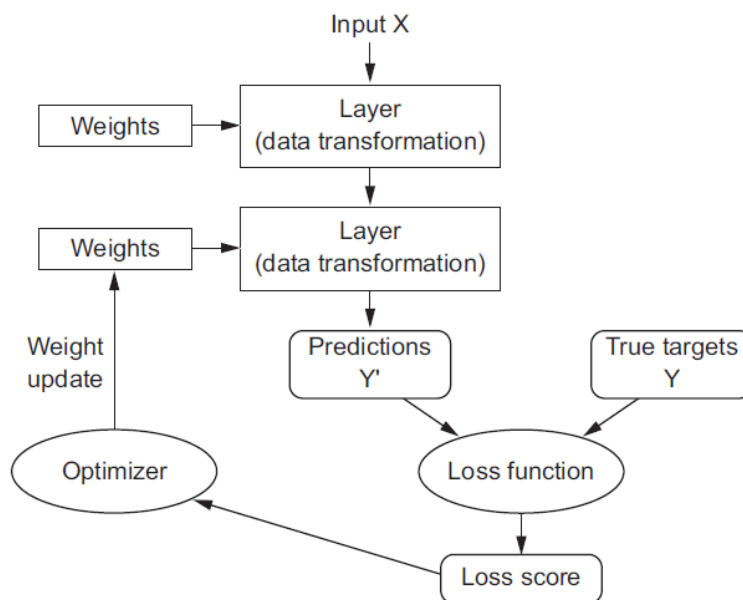 Input X
Layer
(data transformation)
Weights
Layer
(data transformation)
Weights
Weight
update
Predictions
Y'
True targets
Y
Optimizer
Loss function
Loss score